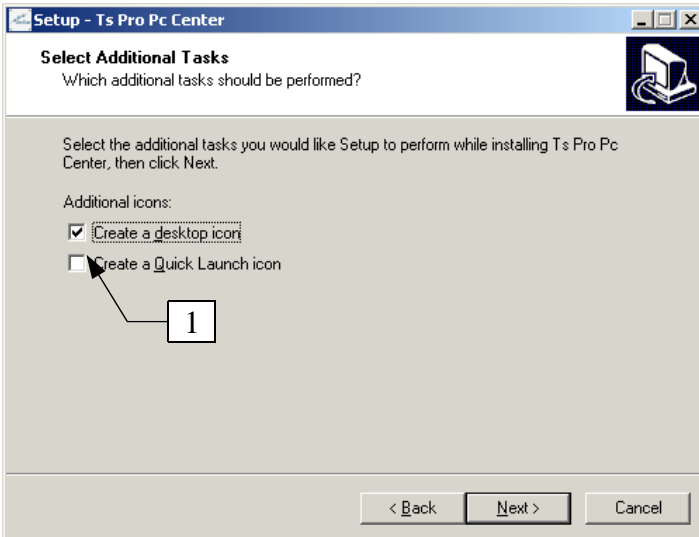 Setup - Ts Pro Pc Center
Select Additional Tasks
Which additional tasks should be performed?
Select the additional tasks you would like Setup to perform while installing Ts Pro Pc
Center, then click Next.
Additional icons:
Create a desktop icon
Create a Quick Launch icon
1
< Back
Next >
Cancel